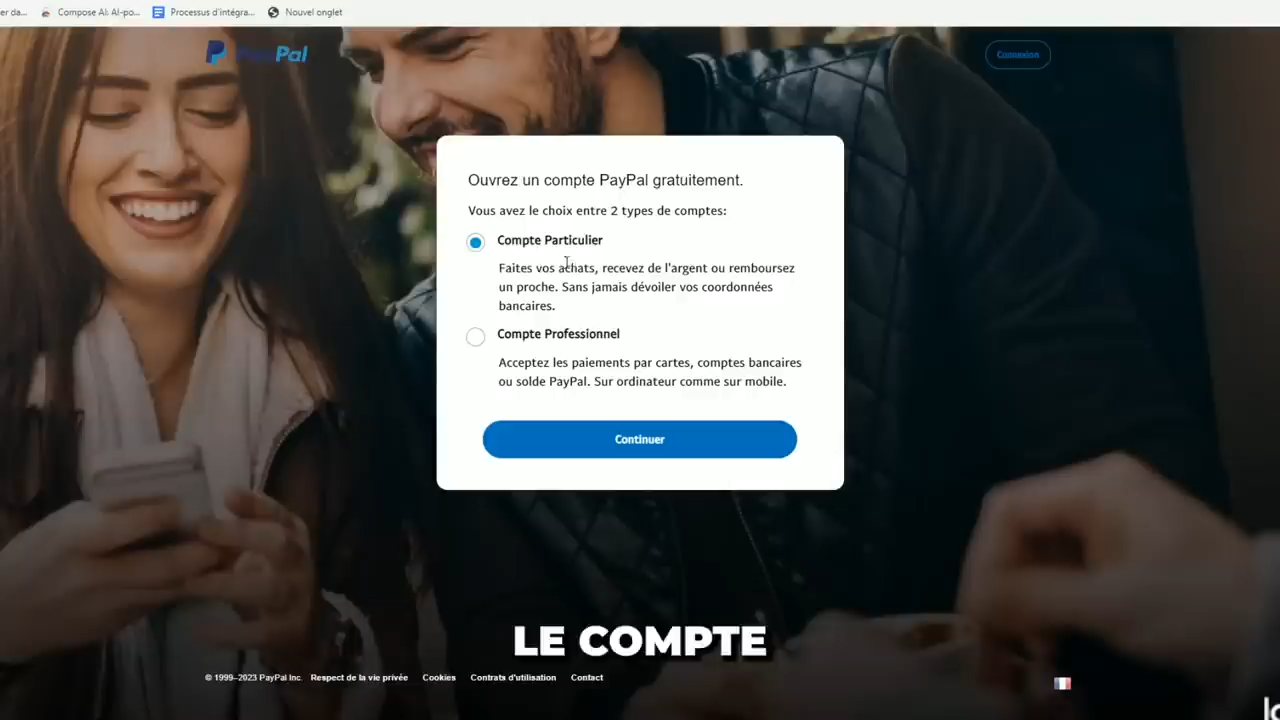 Compose AI: AI-po...
Processus d'intégra...
Nouvel onglet
PayPal
Connexion
Ouvrez un compte PayPal gratuitement.
Vous avez le choix entre 2 types de comptes:
Compte Particulier
Faites vos achats, recevez de l'argent ou remboursez
un proche. Sans jamais dévoiler vos coordonnées
bancaires.
Compte Professionnel
Acceptez les paiements par cartes, comptes bancaires
ou solde PayPal. Sur ordinateur comme sur mobile.
Continuer
LE COMPTE
© 1999–2023 PayPal Inc. Respect de la vie privée Cookies Contrats d'utilisation Contact